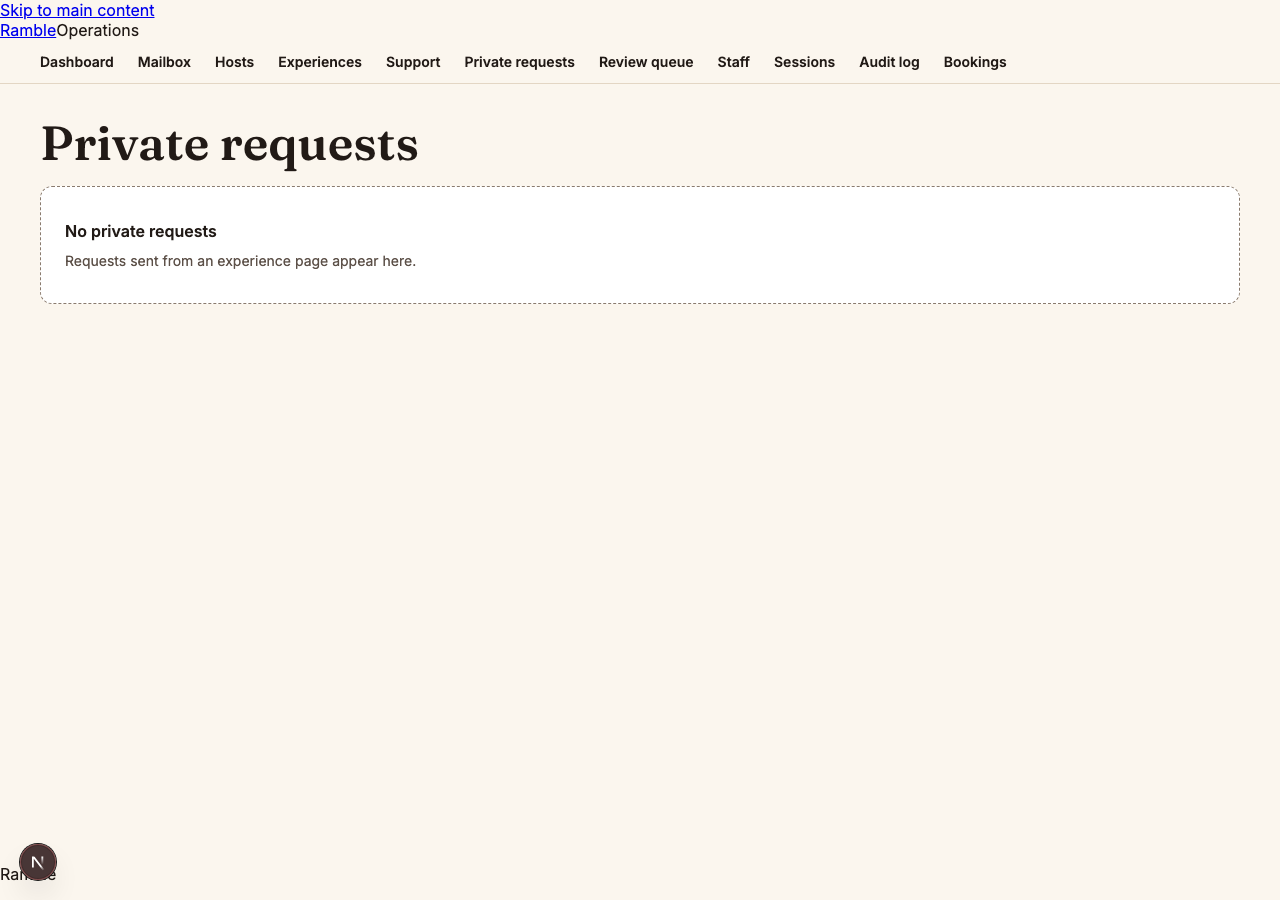 Skip to main content
RambleOperations
Dashboard Mailbox Hosts Experiences Support Private requests Review queue Staff Sessions Audit log Bookings
Private requests
No private requests
Requests sent from an experience page appear here.
N